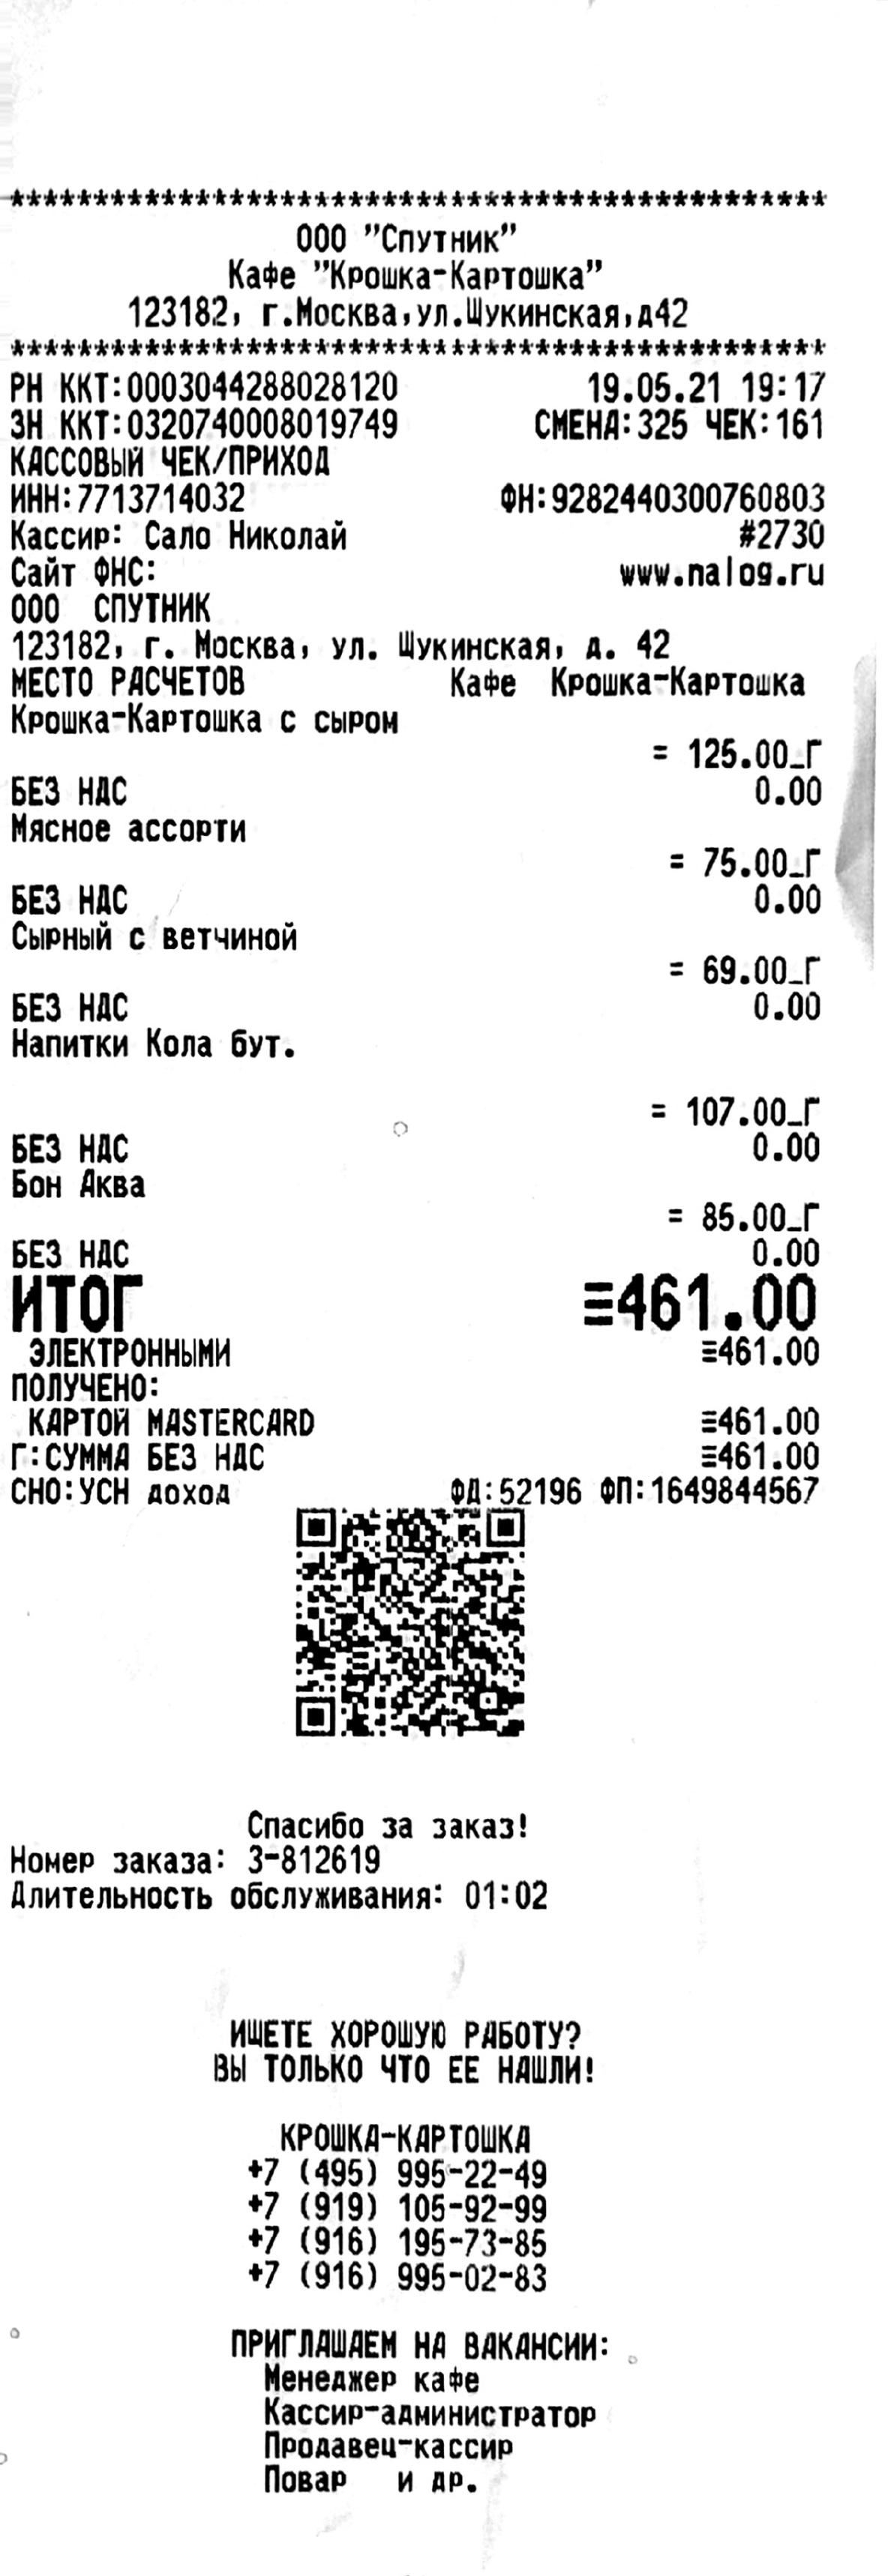 ************************************************
ООО "Спутник"
Кафе "Крошка-Картошка"
123182, г.Москва,ул.Щукинская,д42
************************************************
РН ККТ:0003044288028120 19.05.21 19:17
ЗН ККТ:0320740008019749 СМЕНА:325 ЧЕК:161
КАССОВЫЙ ЧЕК/ПРИХОД
ИНН:7713714032 ФН:9282440300760803
Кассир: Сало Николай #2730
Сайт ФНС: www.nalog.ru
ООО СПУТНИК
123182, г. Москва, ул. Щукинская, д. 42
МЕСТО РАСЧЕТОВ Кафе Крошка-Картошка
Крошка-Картошка с сыром
= 125.00_Г
БЕЗ НДС 0.00
Мясное ассорти
= 75.00_Г
БЕЗ НДС 0.00
Сырный с ветчиной
= 69.00_Г
БЕЗ НДС 0.00
Напитки Кола бут.
= 107.00_Г
БЕЗ НДС 0.00
Бон Аква
= 85.00_Г
БЕЗ НДС 0.00
ИТОГ ≡461.00
ЭЛЕКТРОННЫМИ ≡461.00
ПОЛУЧЕНО:
КАРТОЙ MASTERCARD ≡461.00
Г:СУММА БЕЗ НДС ≡461.00
СНО:УСН доход ФД:52196 ФП:1649844567
Спасибо за заказ!
Номер заказа: 3-812619
Длительность обслуживания: 01:02
ИЩЕТЕ ХОРОШУЮ РАБОТУ?
ВЫ ТОЛЬКО ЧТО ЕЕ НАШЛИ!
КРОШКА-КАРТОШКА
+7 (495) 995-22-49
+7 (919) 105-92-99
+7 (916) 195-73-85
+7 (916) 995-02-83
ПРИГЛАШАЕМ НА ВАКАНСИИ:
Менеджер кафе
Кассир-администратор
Продавец-кассир
Повар и др.